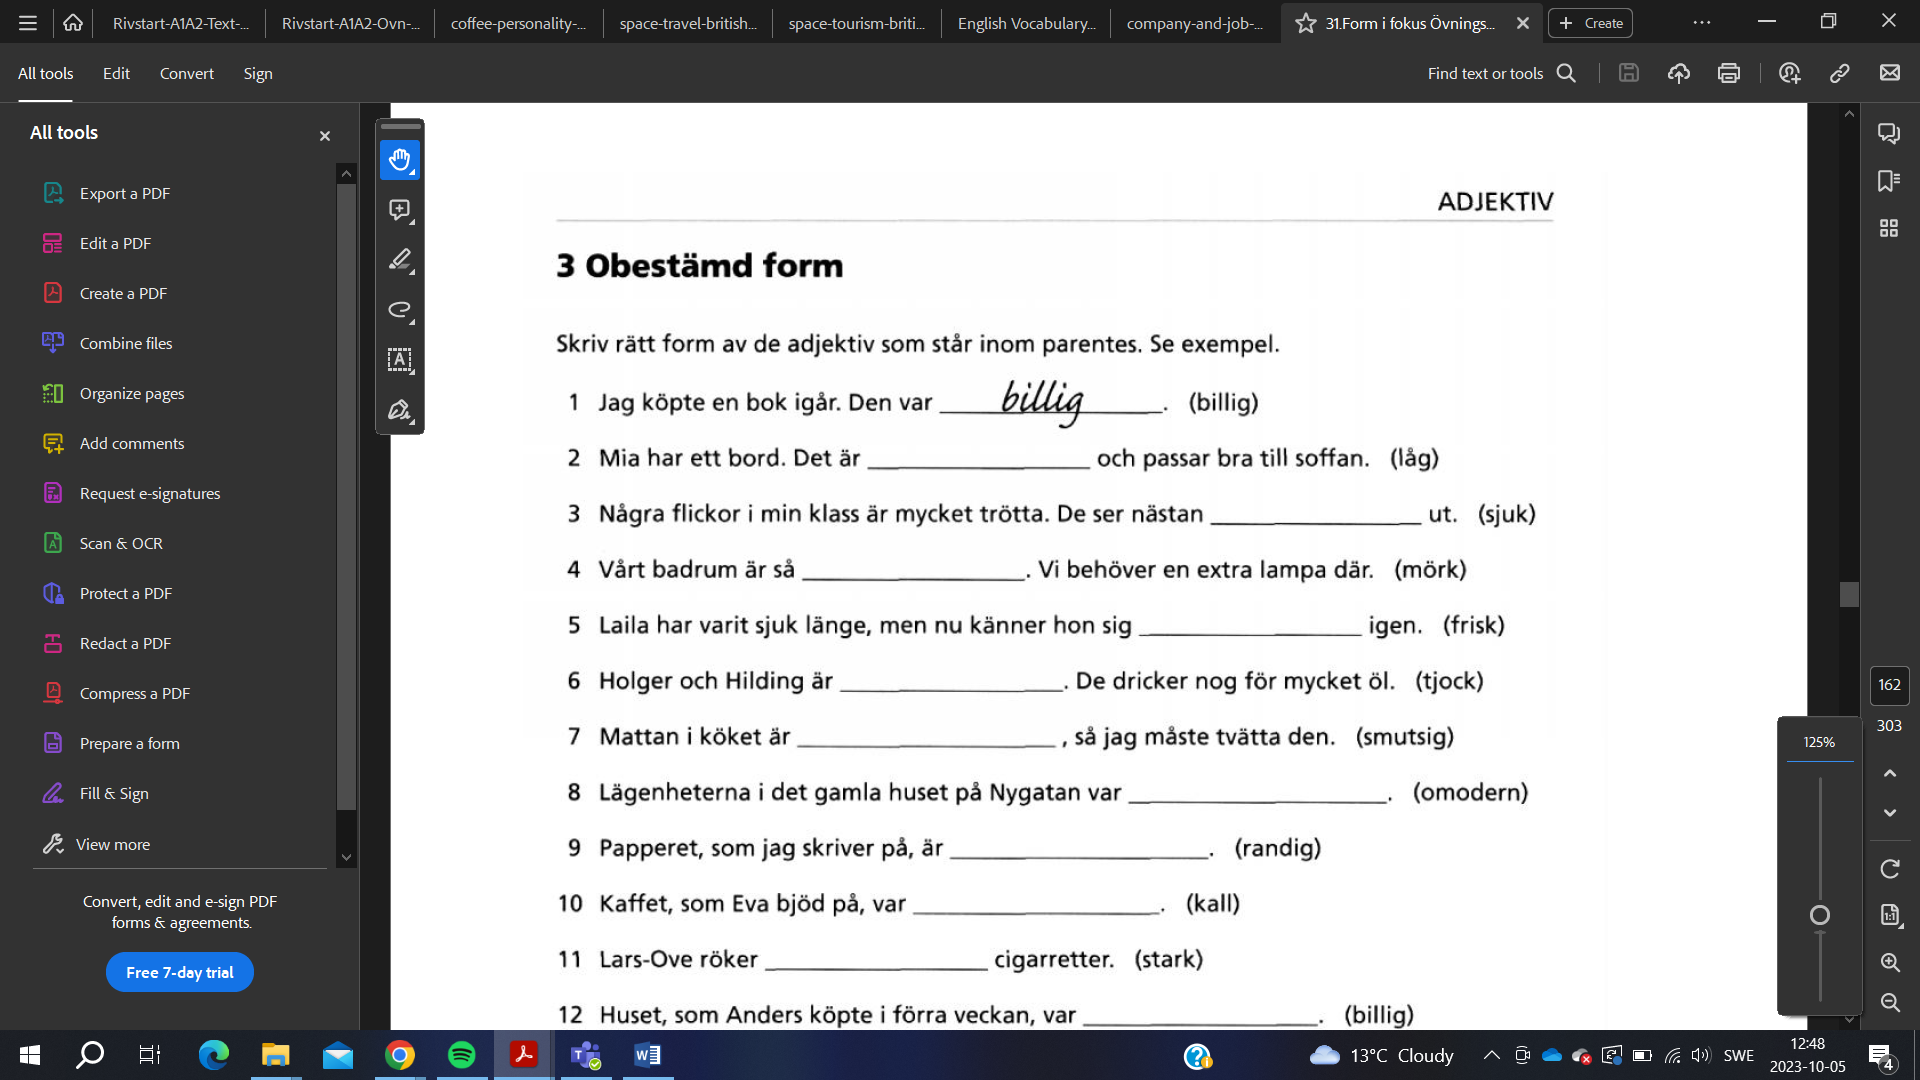 Rivstart-A1A2-Text-...
Rivstart-A1A2-Ovn-...
coffee-personality-...
space-travel-british...
space-tourism-briti...
English Vocabulary...
company-and-job-...
31.Form i fokus Övnings...
Create
All tools
Edit
Convert
Sign
Find text or tools
All tools
Export a PDF
Edit a PDF
Create a PDF
Combine files
Organize pages
Add comments
Request e-signatures
Scan & OCR
Protect a PDF
Redact a PDF
Compress a PDF
Prepare a form
Fill & Sign
View more
Convert, edit and e-sign PDF
forms & agreements.
Free 7-day trial
ADJEKTIV
3 Obestämd form
Skriv rätt form av de adjektiv som står inom parentes. Se exempel.
1 Jag köpte en bok igår. Den var billig. (billig)
2 Mia har ett bord. Det är ________ och passar bra till soffan. (låg)
3 Några flickor i min klass är mycket trötta. De ser nästan ________ ut. (sjuk)
4 Vårt badrum är så ________. Vi behöver en extra lampa där. (mörk)
5 Laila har varit sjuk länge, men nu känner hon sig ________ igen. (frisk)
6 Holger och Hilding är ________. De dricker nog för mycket öl. (tjock)
7 Mattan i köket är ________, så jag måste tvätta den. (smutsig)
8 Lägenheterna i det gamla huset på Nygatan var ________. (omodern)
9 Papperet, som jag skriver på, är ________. (randig)
10 Kaffet, som Eva bjöd på, var ________. (kall)
11 Lars-Ove röker ________ cigarretter. (stark)
12 Huset, som Anders köpte i förra veckan, var ________. (billig)
162
303
125%
13°C Cloudy
SWE
12:48
2023-10-05
4